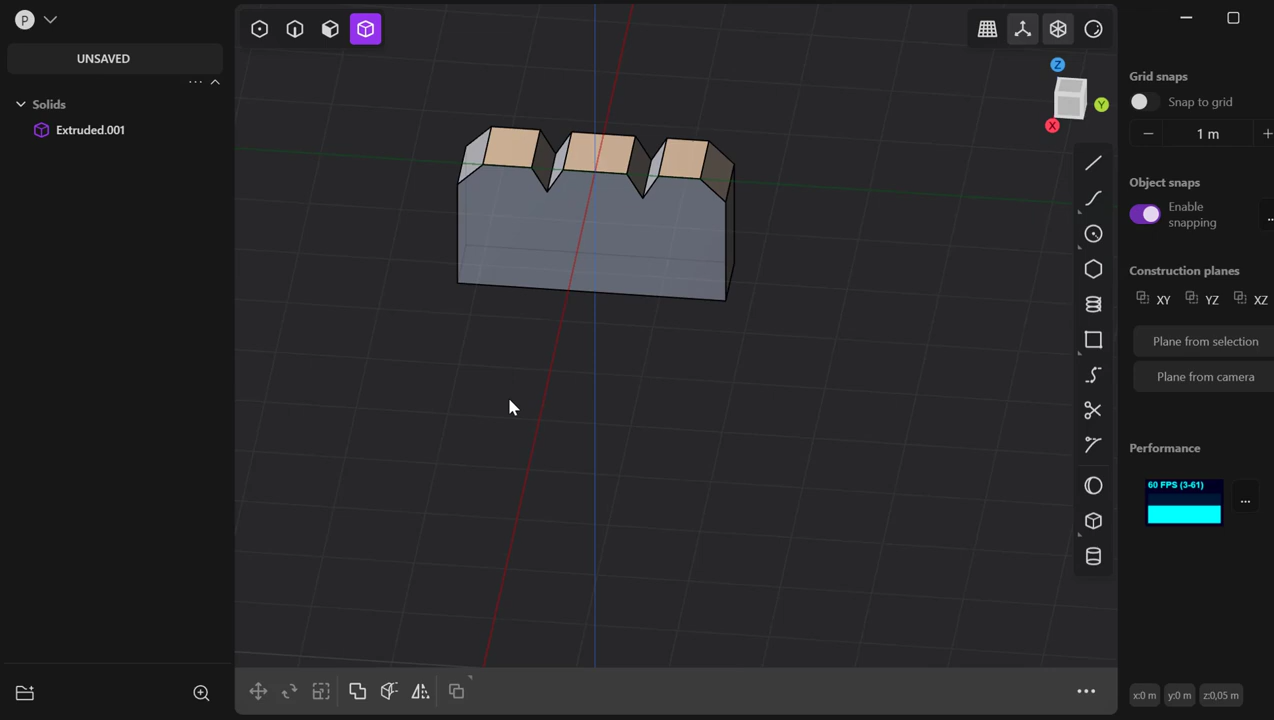 P
UNSAVED
...
Solids
Extruded.001
Z
Y
X
Grid snaps
Snap to grid
1 m
Object snaps
Enable
snapping
...
Construction planes
XY YZ XZ
Plane from selection
Plane from camera
Performance
60 FPS (3-61)
...
x:0 m y:0 m z:0,05 m